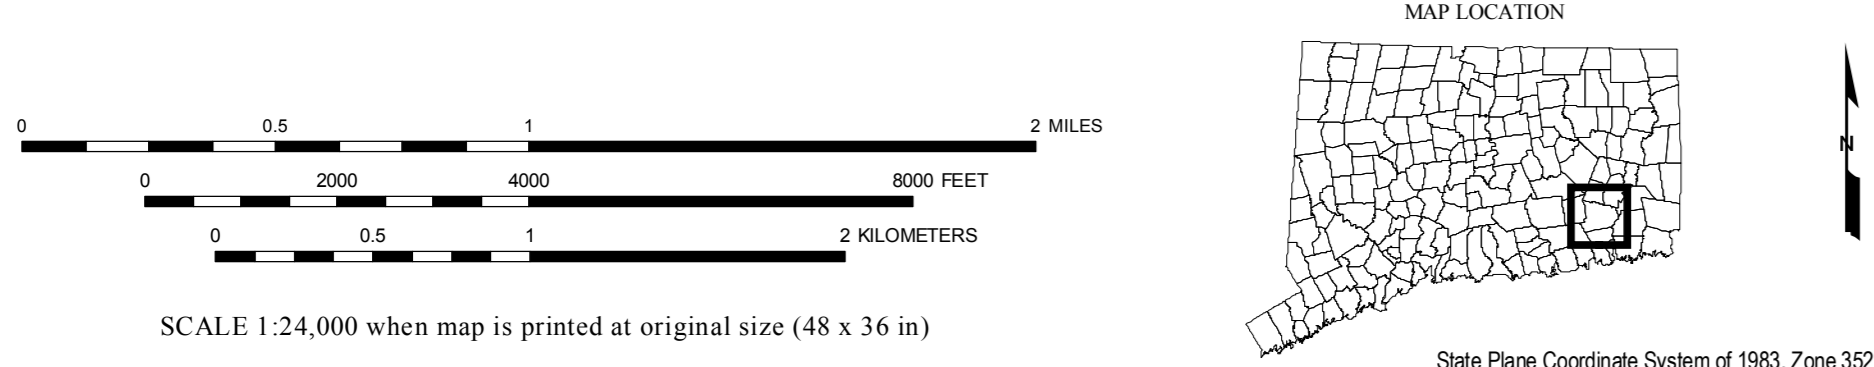 MAP LOCATION
0 0.5 1 2 MILES
0 2000 4000 8000 FEET
N
0 0.5 1 2 KILOMETERS
SCALE 1:24,000 when map is printed at original size (48 x 36 in)
State Plane Coordinate System of 1983, Zone 352